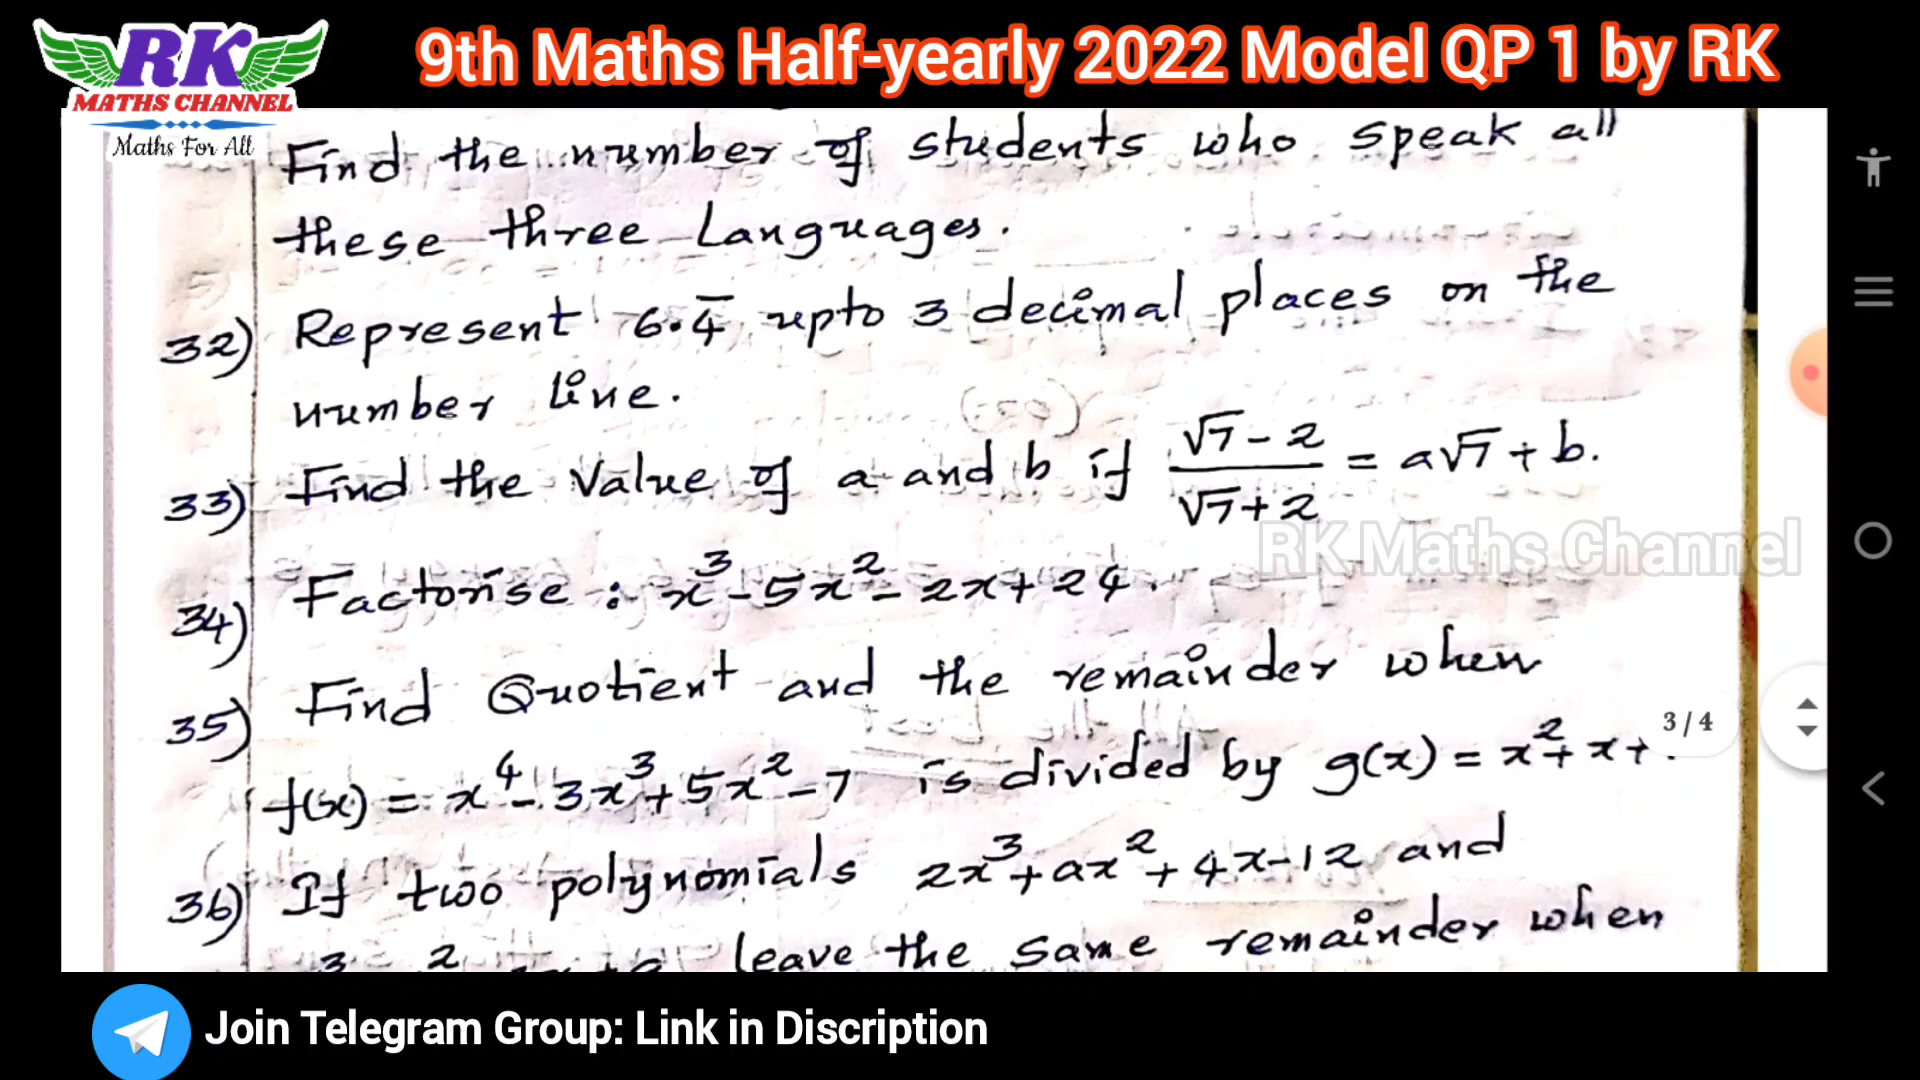 RK
MATHS CHANNEL
Maths For All
9th Maths Half-yearly 2022 Model QP 1 by RK
Find the number of students who speak all
these three Languages.
32) Represent 6.4̅ upto 3 decimal places on the
number line.
33) Find the Value of a and b if (√7-2)/(√7+2) = a√7 + b.
RK Maths Channel
34) Factorise : x³-5x²-2x+24.
35) Find Quotient and the remainder when
3/4
f(x) = x⁴-3x³+5x²-7 is divided by g(x) = x²+x+
36) If two polynomials 2x³+ax²+4x-12 and
leave the same remainder when
Join Telegram Group: Link in Discription